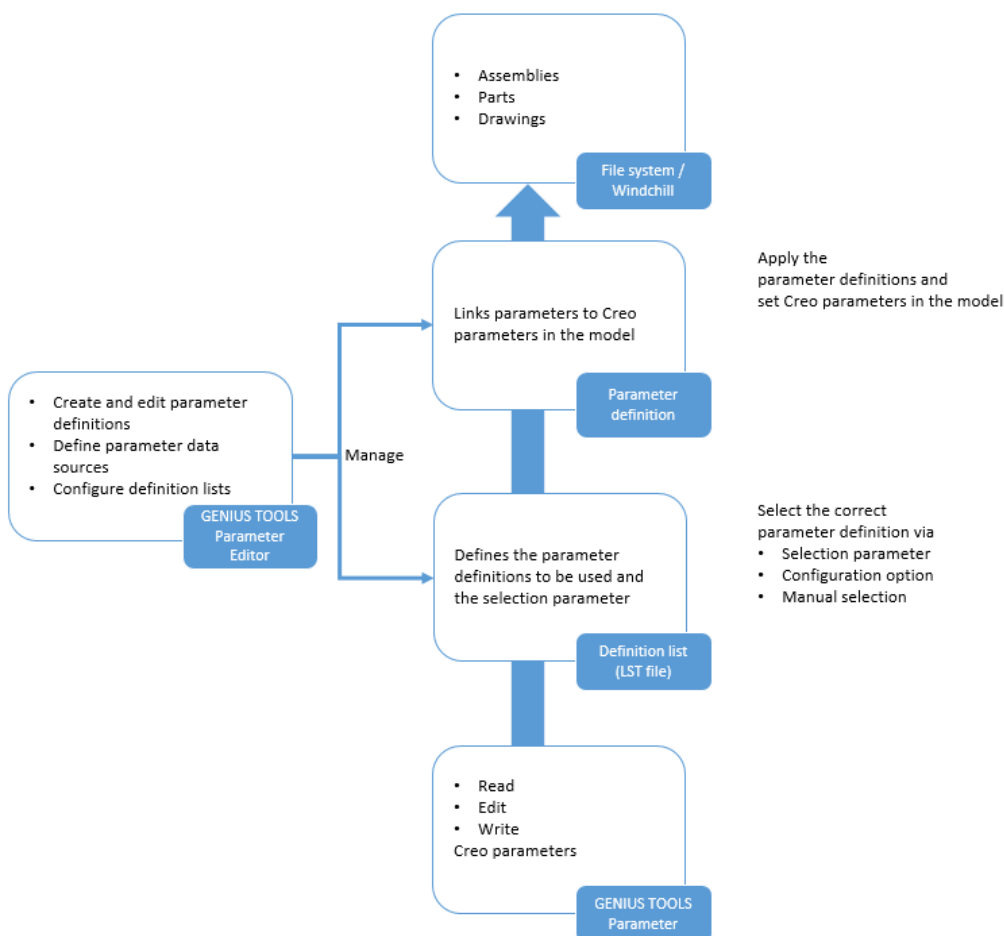 • Assemblies
• Parts
• Drawings
File system /
Windchill
Apply the
parameter definitions and
set Creo parameters in the model
Links parameters to Creo
parameters in the model
Parameter
definition
• Create and edit parameter
definitions
• Define parameter data
sources
• Configure definition lists
GENIUS TOOLS
Parameter
Editor
Manage
Select the correct
parameter definition via
• Selection parameter
• Configuration option
• Manual selection
Defines the parameter
definitions to be used and
the selection parameter
Definition list
(LST file)
• Read
• Edit
• Write
Creo parameters
GENIUS TOOLS
Parameter